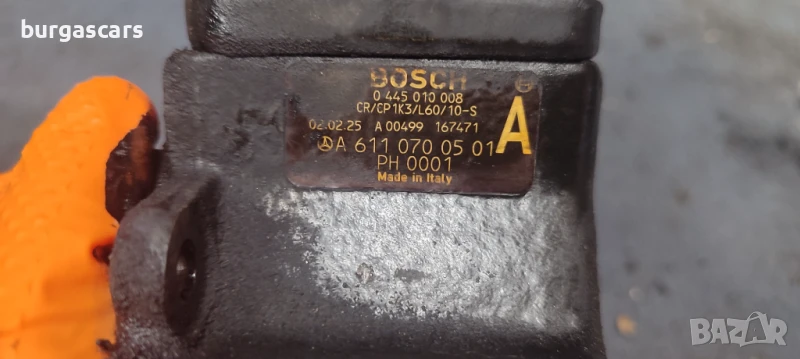 burgascars
BOSCH
0 445 010 008
CR/CP1K3/L60/10-S
02.02.25 A 00499 167471
A 611 070 05 01
A
PH 0001
Made in Italy
BAZAR